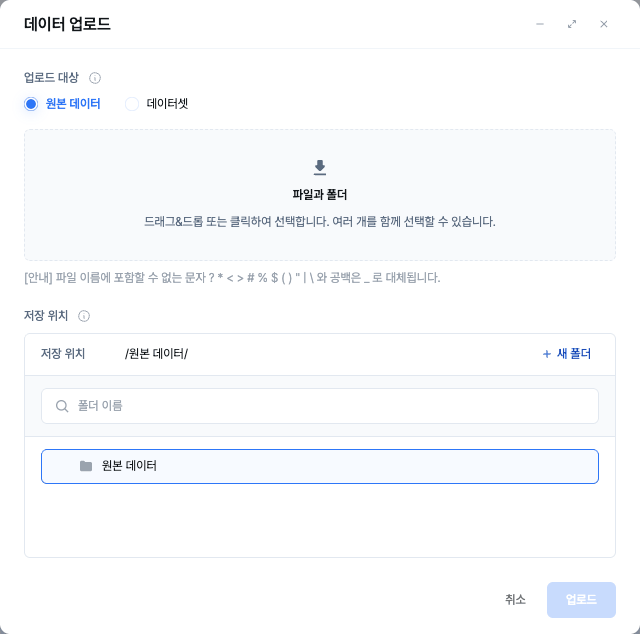 데이터 업로드
업로드 대상
원본 데이터 데이터셋
파일과 폴더
드래그&드롭 또는 클릭하여 선택합니다. 여러 개를 함께 선택할 수 있습니다.
[안내] 파일 이름에 포함할 수 없는 문자 ? * < > # % $ ( ) " | \ 와 공백은 _ 로 대체됩니다.
저장 위치
저장 위치 /원본 데이터/ + 새 폴더
폴더 이름
원본 데이터
취소 업로드